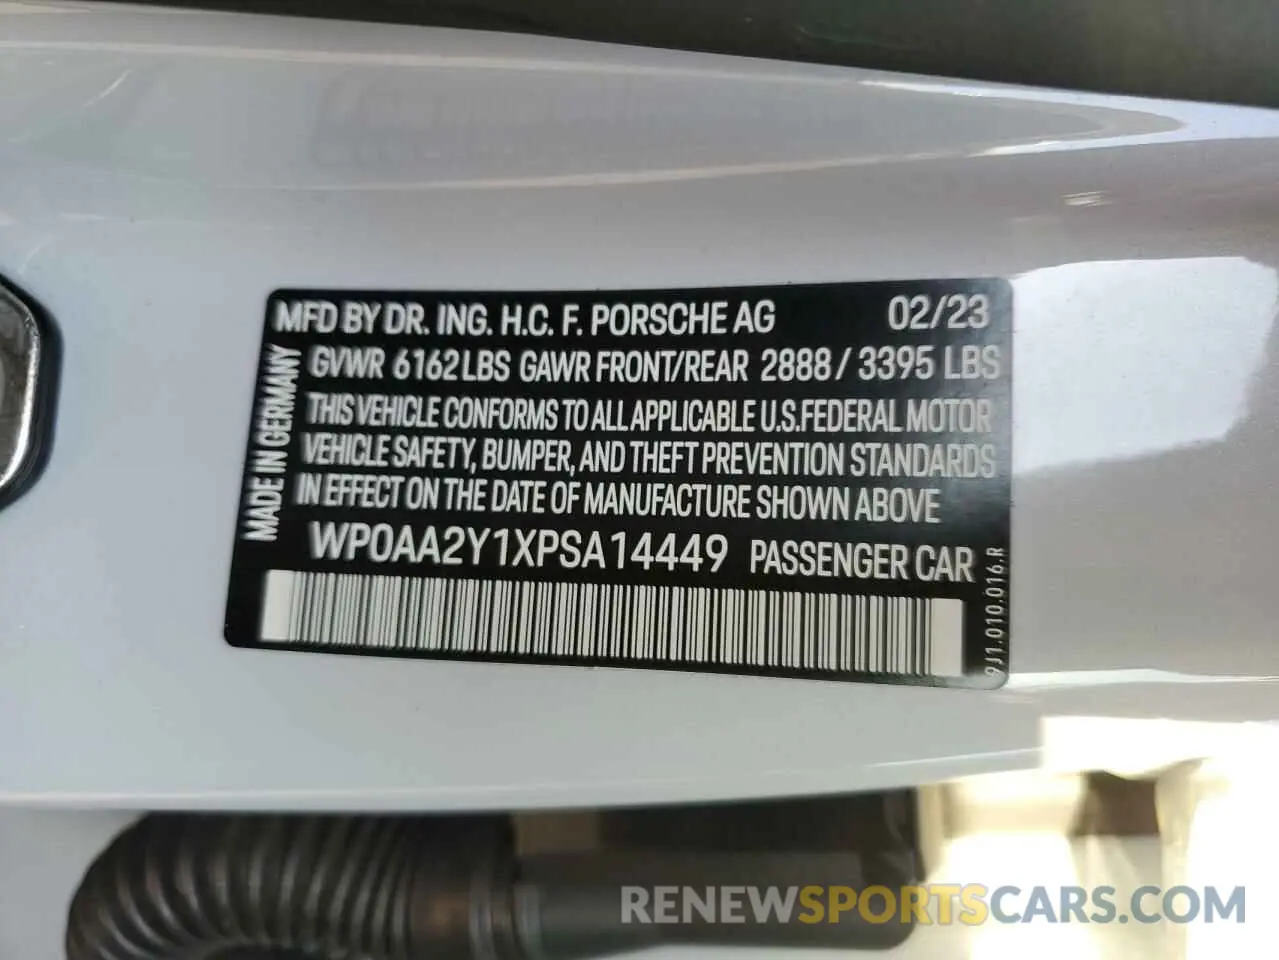 MFD BY DR. ING. H.C. F. PORSCHE AG 02/23
GVWR 6162LBS GAWR FRONT/REAR 2888 / 3395 LBS
THIS VEHICLE CONFORMS TO ALL APPLICABLE U.S.FEDERAL MOTOR
VEHICLE SAFETY, BUMPER, AND THEFT PREVENTION STANDARDS
IN EFFECT ON THE DATE OF MANUFACTURE SHOWN ABOVE
WP0AA2Y1XPSA14449 PASSENGER CAR
MADE IN GERMANY
9J1.010.016.R
RENEWSPORTSCARS.COM